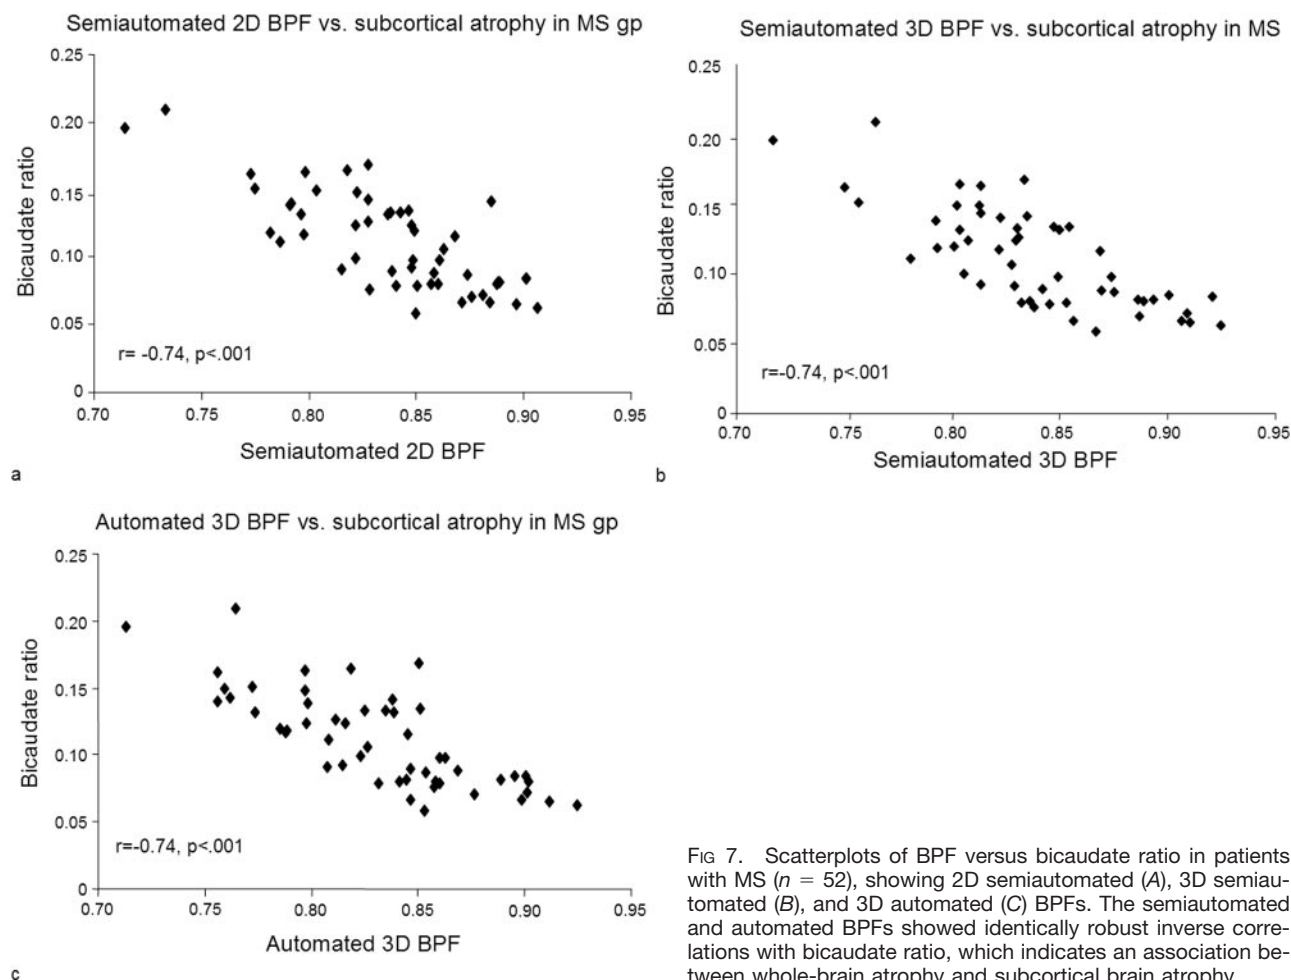 Semiautomated 2D BPF vs. subcortical atrophy in MS gp
0.25
0.20
0.15
0.10
0.05
0
Bicaudate ratio
r= -0.74, p<.001
0.70 0.75 0.80 0.85 0.90 0.95
Semiautomated 2D BPF
a
Semiautomated 3D BPF vs. subcortical atrophy in MS
0.25
0.20
0.15
0.10
0.05
0
Bicaudate ratio
r=-0.74, p<.001
0.70 0.75 0.80 0.85 0.90 0.95
Semiautomated 3D BPF
b
Automated 3D BPF vs. subcortical atrophy in MS gp
0.25
0.20
0.15
0.10
0.05
0
Bicaudate ratio
r=-0.74, p<.001
0.70 0.75 0.80 0.85 0.90 0.95
Automated 3D BPF
c
FIG 7. Scatterplots of BPF versus bicaudate ratio in patients
with MS (n = 52), showing 2D semiautomated (A), 3D semiau-
tomated (B), and 3D automated (C) BPFs. The semiautomated
and automated BPFs showed identically robust inverse corre-
lations with bicaudate ratio, which indicates an association be-
tween whole-brain atrophy and subcortical brain atrophy.